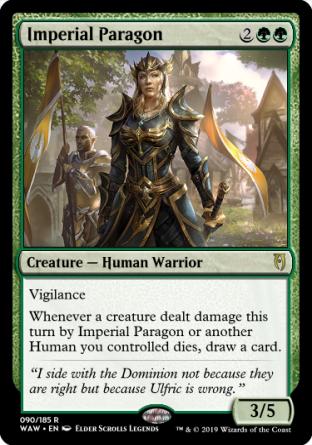 Imperial Paragon 2
Creature — Human Warrior
Vigilance
Whenever a creature dealt damage this
turn by Imperial Paragon or another
Human you controlled dies, draw a card.
“I side with the Dominion not because they
are right but because Ulfric is wrong.”
3/5
090/185 R
WAW • EN ELDER SCROLLS LEGENDS ™ & © 2019 Wizards of the Coast